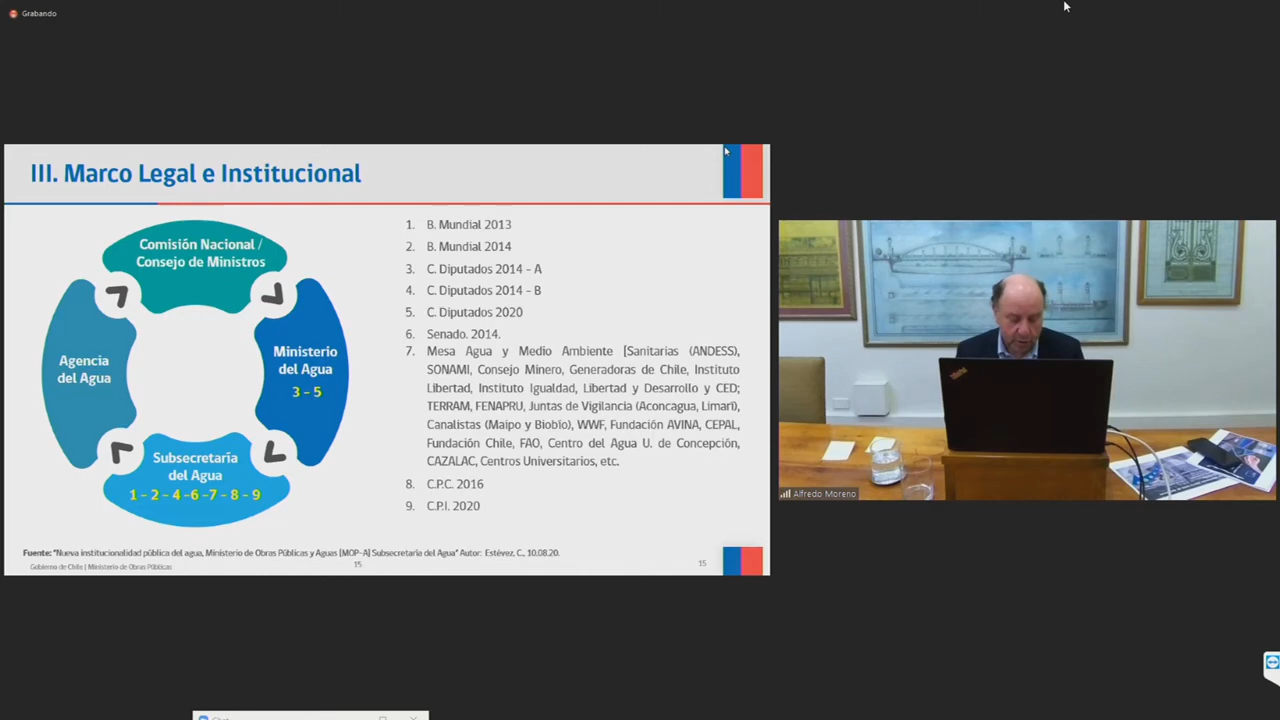 Grabando
III. Marco Legal e Institucional
Comisión Nacional /
Consejo de Ministros
Agencia
del Agua
Ministerio
del Agua
3 - 5
Subsecretaría
del Agua
1 - 2 - 4 -6 -7 - 8 - 9
1. B. Mundial 2013
2. B. Mundial 2014
3. C. Diputados 2014 - A
4. C. Diputados 2014 - B
5. C. Diputados 2020
6. Senado. 2014.
7. Mesa Agua y Medio Ambiente [Sanitarias (ANDESS),
SONAMI, Consejo Minero, Generadoras de Chile, Instituto
Libertad, Instituto Igualdad, Libertad y Desarrollo y CED;
TERRAM, FENAPRU, Juntas de Vigilancia (Aconcagua, Limarí),
Canalistas (Maipo y Biobío), WWF, Fundación AVINA, CEPAL,
Fundación Chile, FAO, Centro del Agua U. de Concepción,
CAZALAC, Centros Universitarios, etc.
8. C.P.C. 2016
9. C.P.I. 2020
Fuente: "Nueva institucionalidad pública del agua, Ministerio de Obras Públicas y Aguas [MOP-A] Subsecretaría del Agua" Autor: Estévez, C., 10.08.20.
Gobierno de Chile | Ministerio de Obras Públicas
15
15
Alfredo Moreno